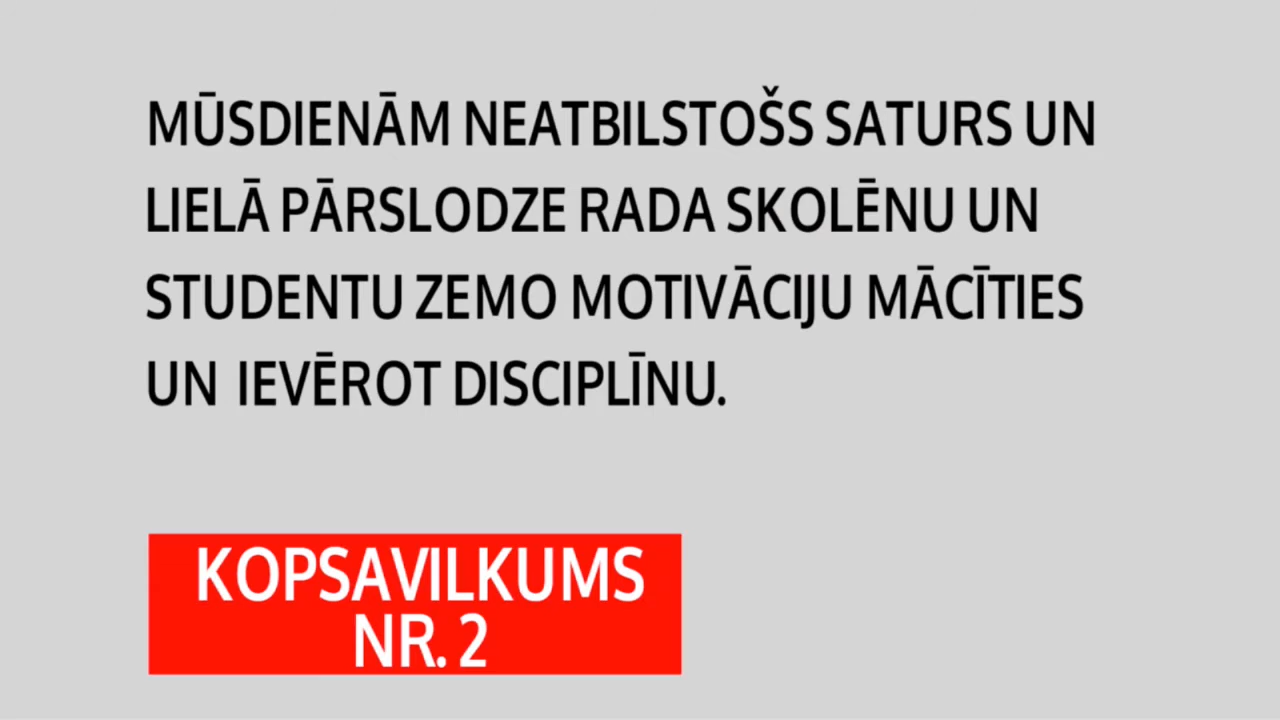 MŪSDIENĀM NEATBILSTOŠS SATURS UN
LIELĀ PĀRSLODZE RADA SKOLĒNU UN
STUDENTU ZEMO MOTIVĀCIJU MĀCĪTIES
UN IEVĒROT DISCIPLĪNU.
KOPSAVILKUMS
NR. 2